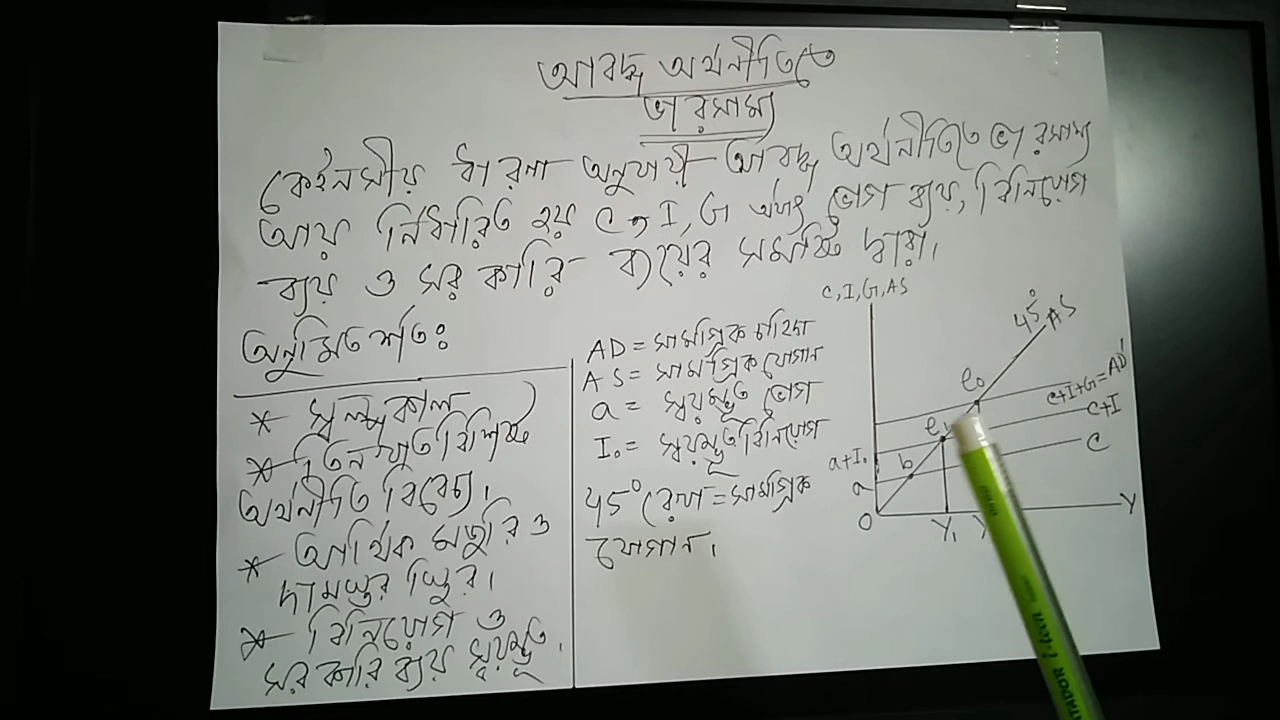 আবদ্ধ অর্থনীতিতে
ভারসাম্য
কেইনসীয় ধারণা অনুযায়ী আবদ্ধ অর্থনীতিতে ভারসাম্য
আয় নির্ধারিত হয় C, I, G অর্থাৎ ভোগ ব্যয়, বিনিয়োগ
ব্যয় ও সরকারি ব্যয়ের সমষ্টি দ্বারা।
অনুমিত শর্তঃ
* স্বল্পকাল
* তিনখাত বিশিষ্ট
অর্থনীতি বিবেচ্য।
* আর্থিক মজুরি ও
দামস্তর স্থির।
* বিনিয়োগ ও
সরকারি ব্যয় স্বয়ম্ভূত।
AD = সামগ্রিক চাহিদা
AS = সামগ্রিক যোগান
a = স্বয়ম্ভূত ভোগ
I₀ = স্বয়ম্ভূত বিনিয়োগ
45° রেখা = সামগ্রিক
যোগান।
C, I, G, AS
45° AS
e₀
C+I+G = AD
C+I
e₁
C
a+I₀
b
a
O
Y₁
Y